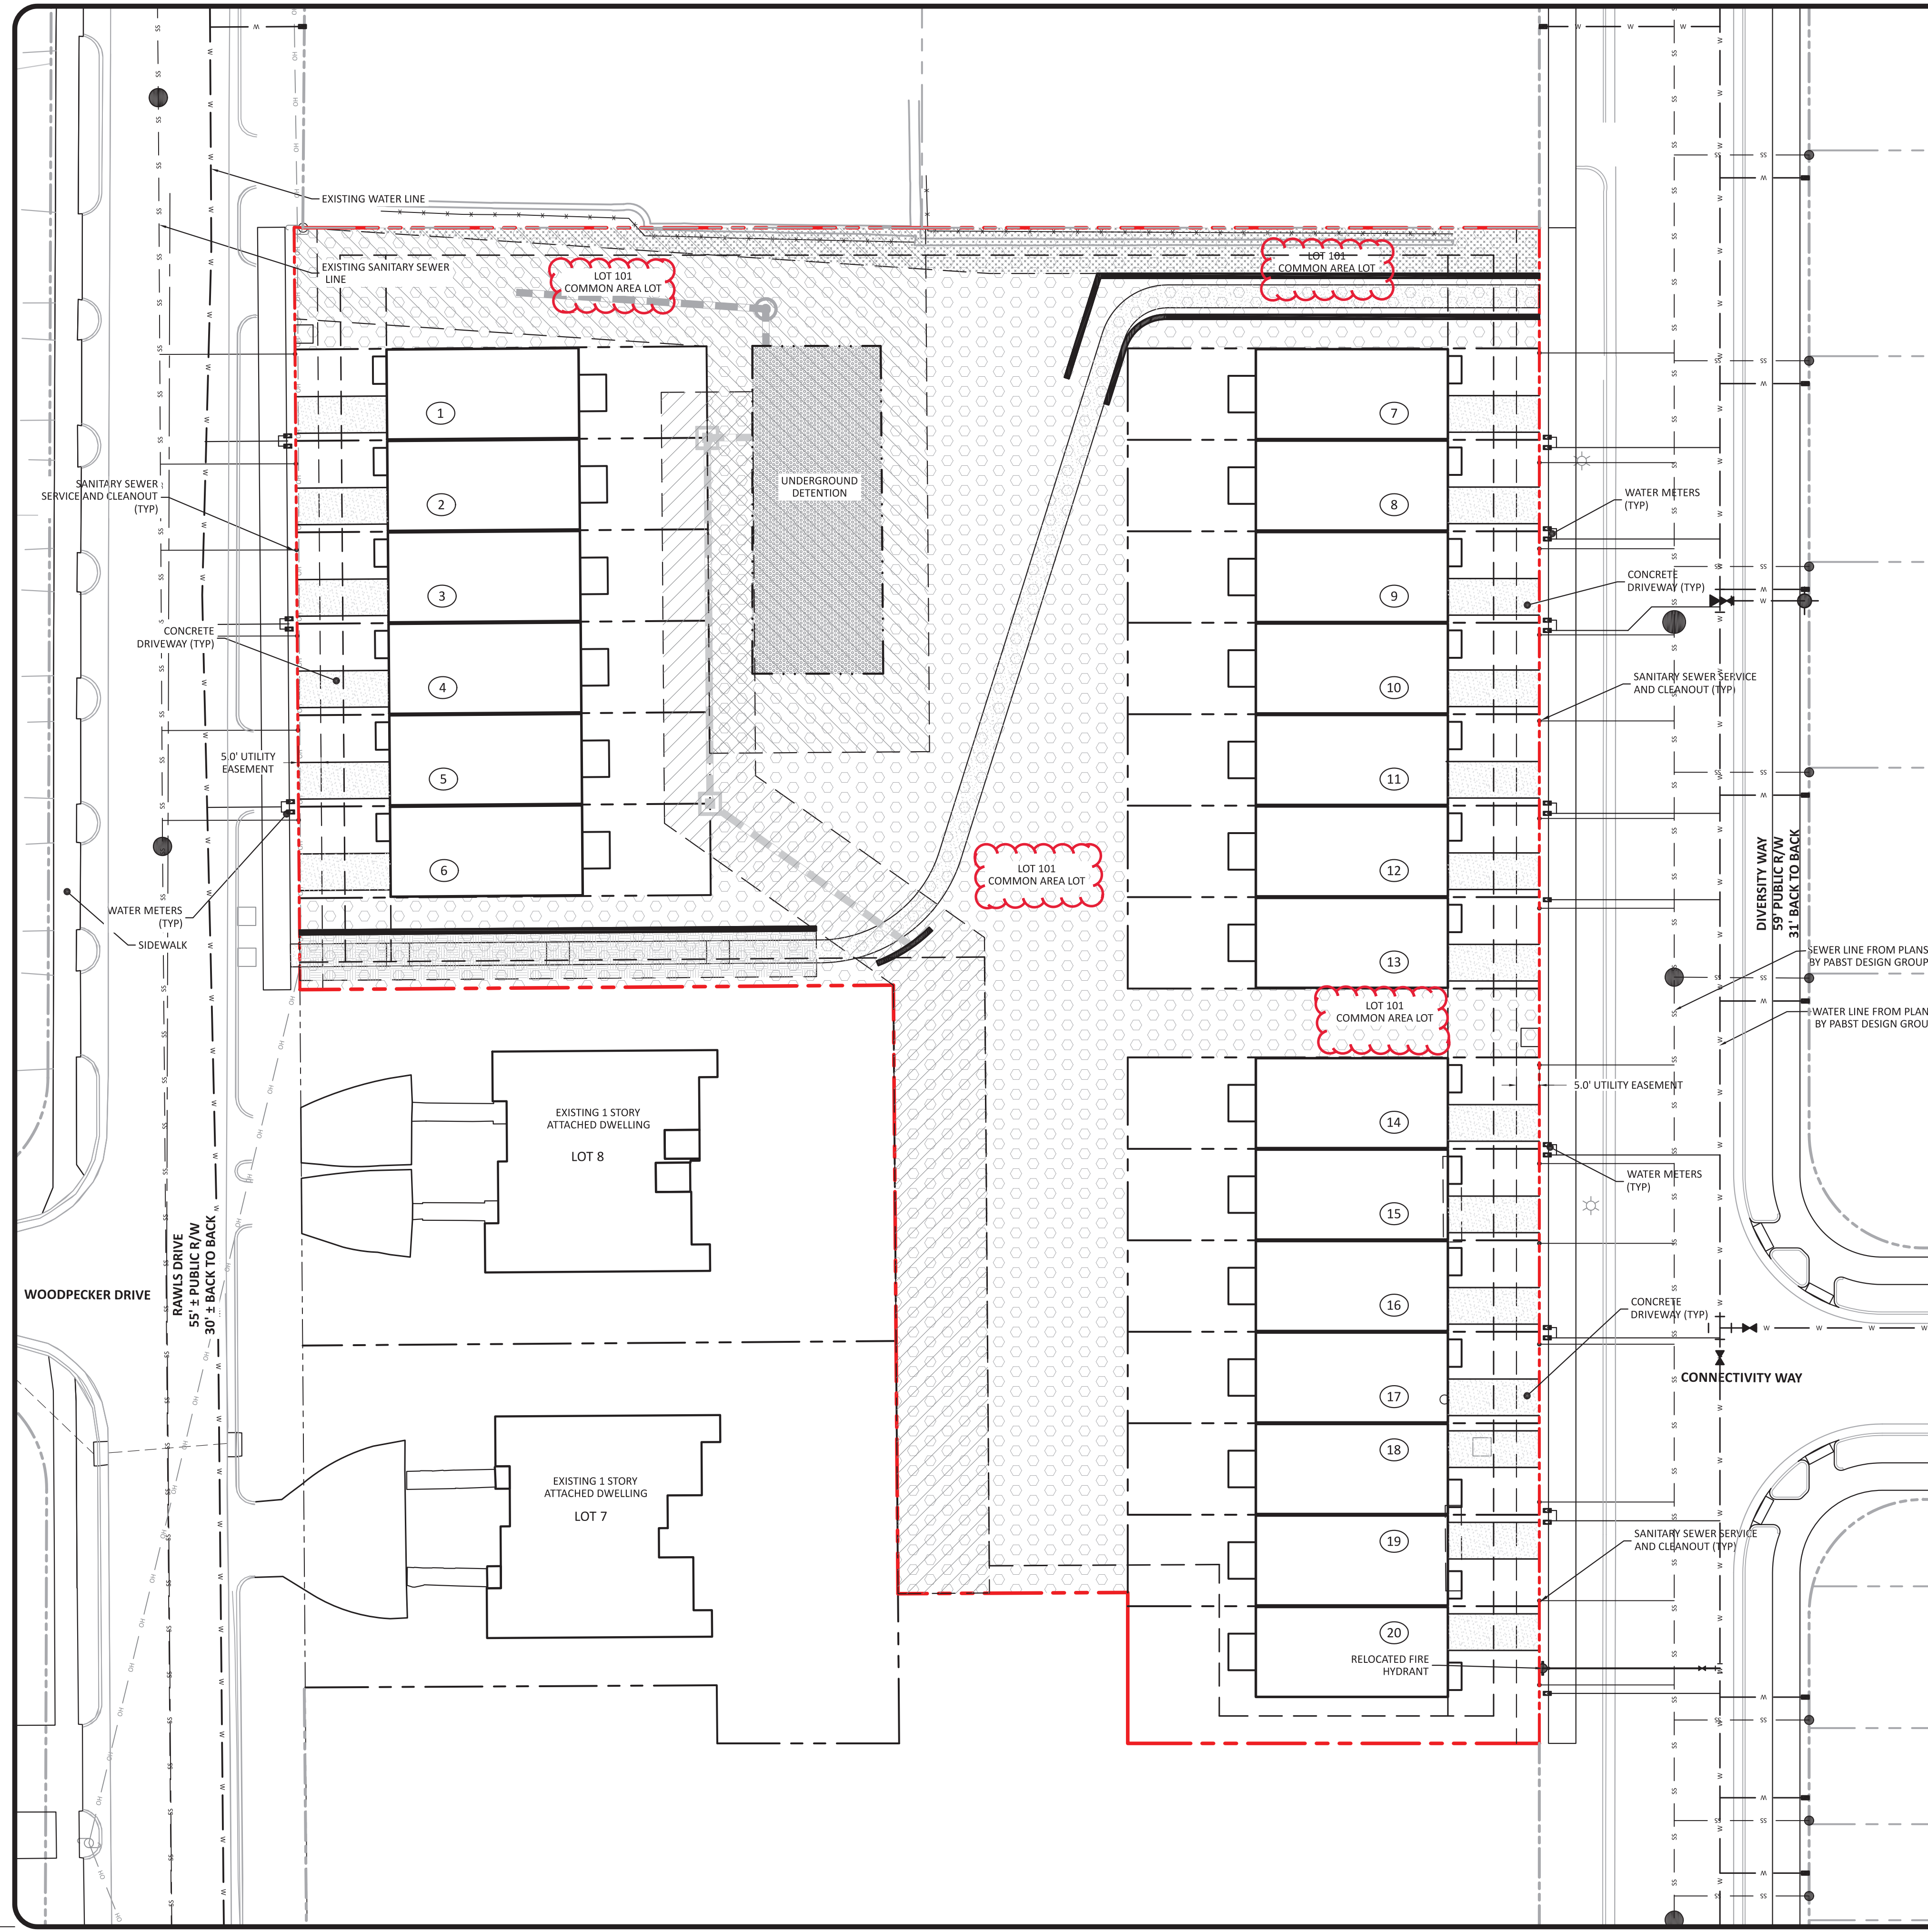 EXISTING WATER LINE
EXISTING SANITARY SEWER
LINE
LOT 101
COMMON AREA LOT
LOT 101
COMMON AREA LOT
1
2
3
4
5
6
UNDERGROUND
DETENTION
7
8
9
10
11
12
13
SANITARY SEWER
SERVICE AND CLEANOUT
(TYP)
CONCRETE
DRIVEWAY (TYP)
5.0' UTILITY
EASEMENT
WATER METERS
(TYP)
SIDEWALK
WATER METERS
(TYP)
CONCRETE
DRIVEWAY (TYP)
SANITARY SEWER SERVICE
AND CLEANOUT (TYP)
LOT 101
COMMON AREA LOT
DIVERSITY WAY
59' PUBLIC R/W
31' BACK TO BACK
SEWER LINE FROM PLANS
BY PABST DESIGN GROUP
WATER LINE FROM PLAN
BY PABST DESIGN GROU
LOT 101
COMMON AREA LOT
5.0' UTILITY EASEMENT
EXISTING 1 STORY
ATTACHED DWELLING
LOT 8
14
15
16
17
18
19
20
WATER METERS
(TYP)
WOODPECKER DRIVE
RAWLS DRIVE
55' ± PUBLIC R/W
30' ± BACK TO BACK
CONCRETE
DRIVEWAY (TYP)
CONNECTIVITY WAY
EXISTING 1 STORY
ATTACHED DWELLING
LOT 7
SANITARY SEWER SERVICE
AND CLEANOUT (TYP)
RELOCATED FIRE
HYDRANT